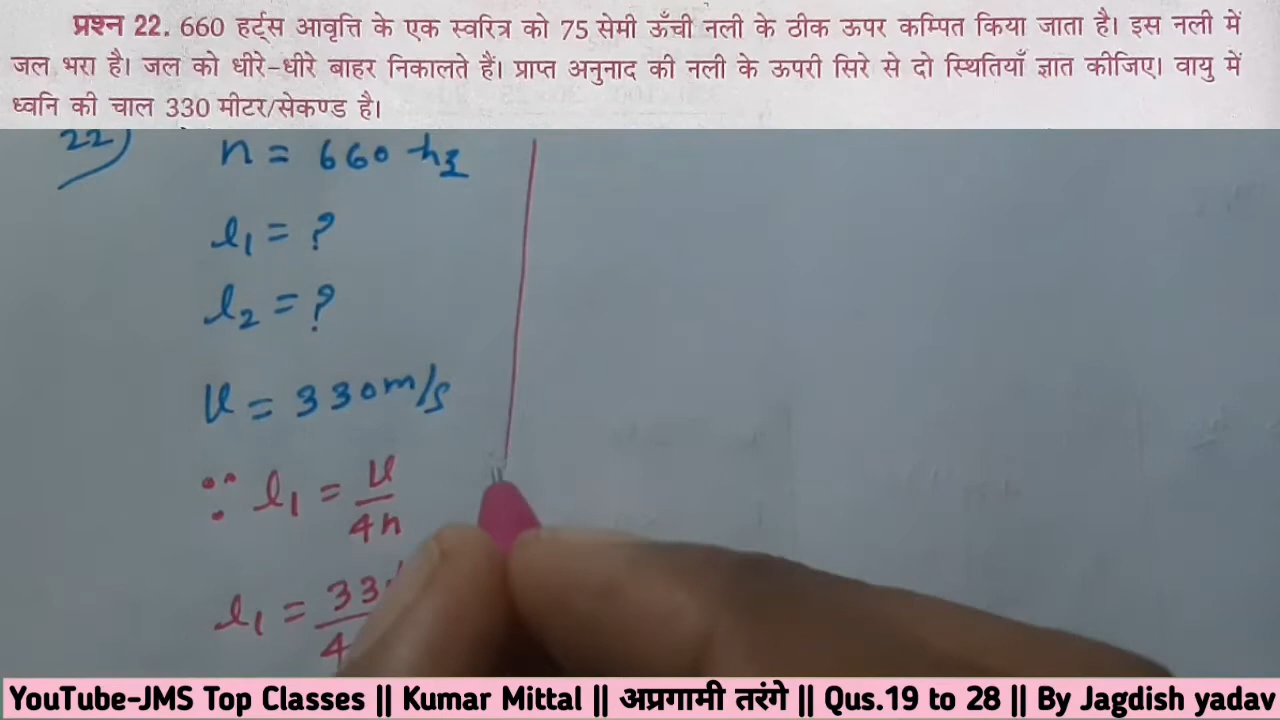 प्रश्न 22. 660 हर्ट्स आवृत्ति के एक स्वरित्र को 75 सेमी ऊँची नली के ठीक ऊपर कम्पित किया जाता है। इस नली में
जल भरा है। जल को धीरे-धीरे बाहर निकालते हैं। प्राप्त अनुनाद की नली के ऊपरी सिरे से दो स्थितियाँ ज्ञात कीजिए। वायु में
ध्वनि की चाल 330 मीटर/सेकण्ड है।
22)
n = 660 hz
l₁ = ?
l₂ = ?
v = 330 m/s
∵ l₁ = v/4n
l₁ = 33
4
YouTube-JMS Top Classes || Kumar Mittal || अप्रगामी तरंगे || Qus.19 to 28 || By Jagdish yadav